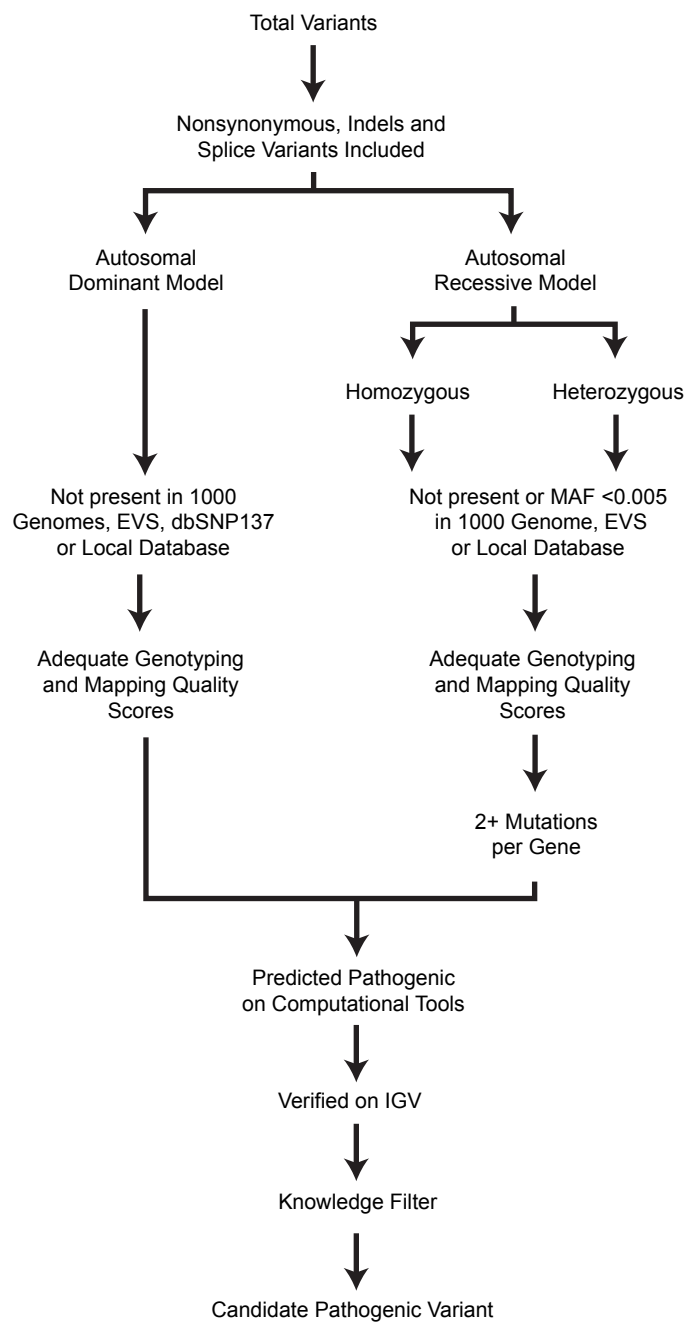 Total Variants
Nonsynonymous, Indels and
Splice Variants Included
Autosomal
Dominant Model
Autosomal
Recessive Model
Homozygous
Heterozygous
Not present in 1000
Genomes, EVS, dbSNP137
or Local Database
Not present or MAF <0.005
in 1000 Genome, EVS
or Local Database
Adequate Genotyping
and Mapping Quality
Scores
Adequate Genotyping
and Mapping Quality
Scores
2+ Mutations
per Gene
Predicted Pathogenic
on Computational Tools
Verified on IGV
Knowledge Filter
Candidate Pathogenic Variant